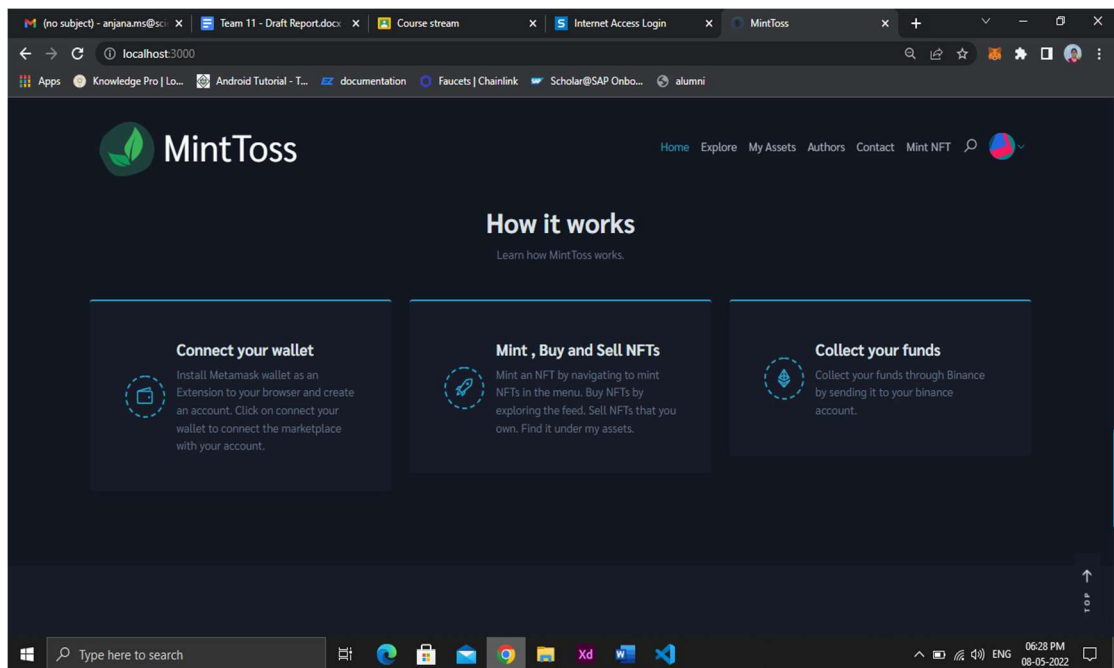 (no subject) - anjana.ms@sci
Team 11 - Draft Report.docx
Course stream
Internet Access Login
MintToss
localhost:3000
Apps
Knowledge Pro | Lo...
Android Tutorial - T...
EZ documentation
Faucets | Chainlink
Scholar@SAP Onbo...
alumni
MintToss
Home Explore My Assets Authors Contact Mint NFT
How it works
Learn how MintToss works.
Connect your wallet
Install Metamask wallet as an
Extension to your browser and create
an account. Click on connect your
wallet to connect the marketplace
with your account.
Mint , Buy and Sell NFTs
Mint an NFT by navigating to mint
NFTs in the menu. Buy NFTs by
exploring the feed. Sell NFTs that you
own. Find it under my assets.
Collect your funds
Collect your funds through Binance
by sending it to your binance
account.
TOP
Type here to search
Xd
ENG
06:28 PM
08-05-2022